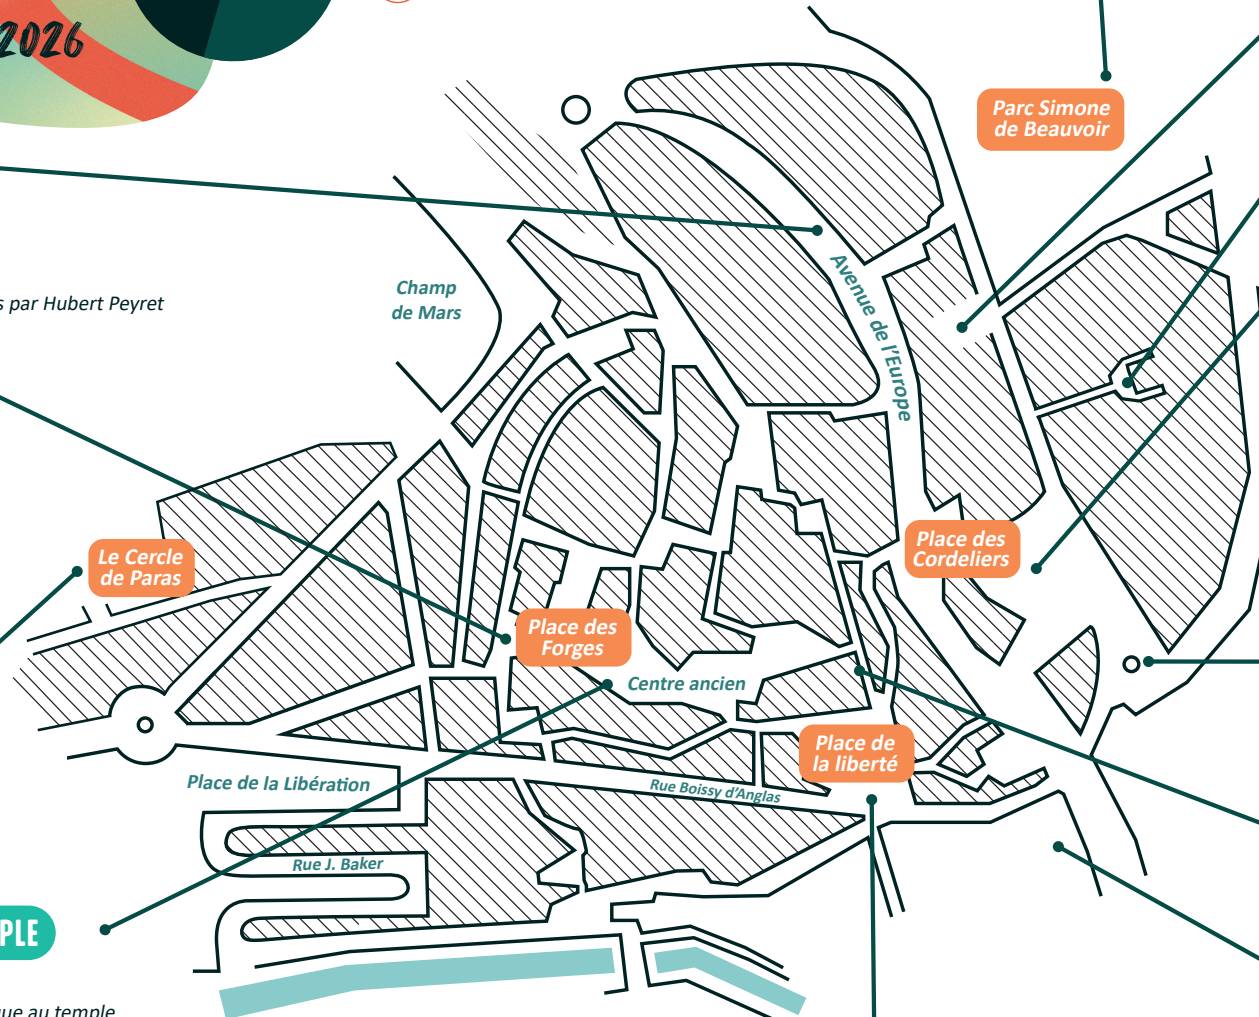 2026
Parc Simone
de Beauvoir
Avenue de l'Europe
Champ
de Mars
s par Hubert Peyret
Le Cercle
de Paras
Place des
Cordeliers
Place des
Forges
Centre ancien
Place de
la liberté
Place de la Libération
Rue Boissy d'Anglas
Rue J. Baker
PLE
que au temple